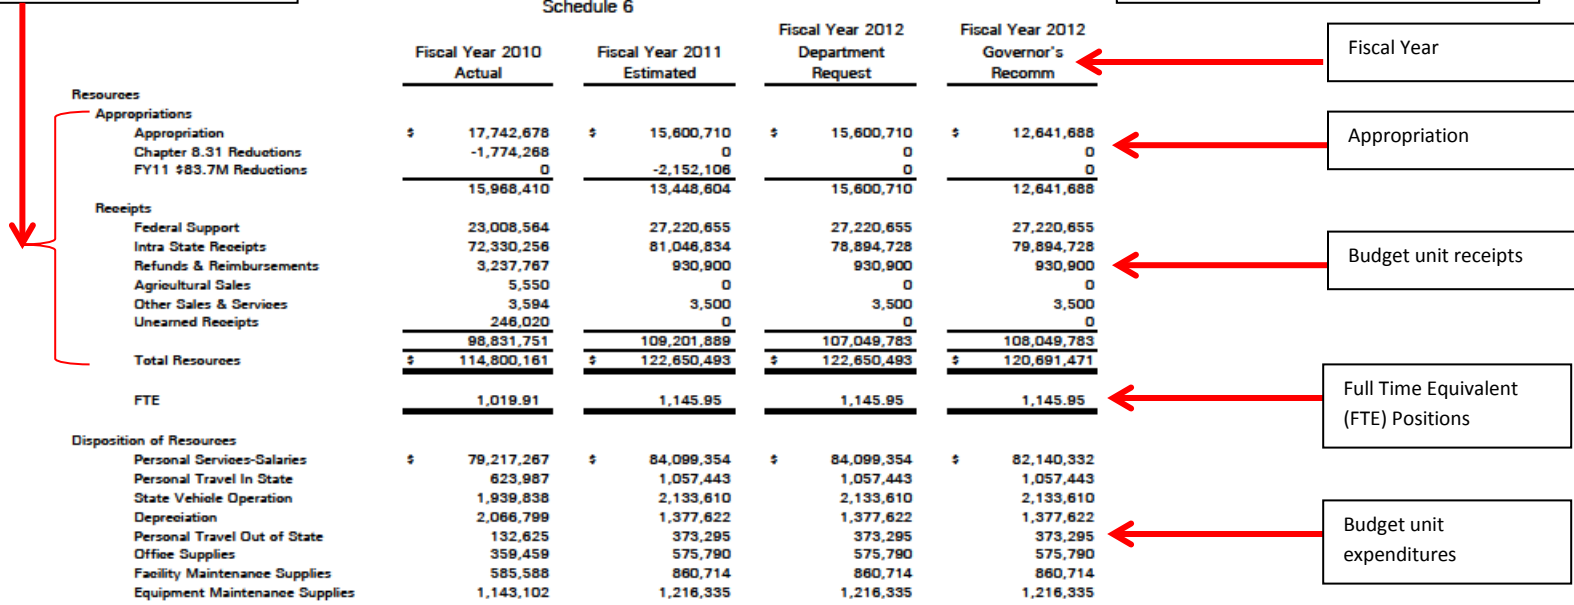 Schedule 6
Fiscal Year 2012 Fiscal Year 2012
Fiscal Year 2010 Fiscal Year 2011 Department Governor's
Actual Estimated Request Recomm
Fiscal Year
Resources
Appropriations
Appropriation $ 17,742,678 $ 15,600,710 $ 15,600,710 $ 12,641,688
Appropriation
Chapter 8.31 Reductions -1,774,268 0 0 0
FY11 $83.7M Reductions 0 -2,152,106 0 0
15,968,410 13,448,604 15,600,710 12,641,688
Receipts
Federal Support 23,008,564 27,220,655 27,220,655 27,220,655
Intra State Receipts 72,330,256 81,046,834 78,894,728 79,894,728
Budget unit receipts
Refunds & Reimbursements 3,237,767 930,900 930,900 930,900
Agricultural Sales 5,550 0 0 0
Other Sales & Services 3,594 3,500 3,500 3,500
Unearned Receipts 246,020 0 0 0
98,831,751 109,201,889 107,049,783 108,049,783
Total Resources $ 114,800,161 $ 122,650,493 $ 122,650,493 $ 120,691,471
FTE 1,019.91 1,145.95 1,145.95 1,145.95
Full Time Equivalent
(FTE) Positions
Disposition of Resources
Personal Services-Salaries $ 79,217,267 $ 84,099,354 $ 84,099,354 $ 82,140,332
Personal Travel In State 623,987 1,057,443 1,057,443 1,057,443
State Vehicle Operation 1,939,838 2,133,610 2,133,610 2,133,610
Depreciation 2,066,799 1,377,622 1,377,622 1,377,622
Personal Travel Out of State 132,625 373,295 373,295 373,295
Budget unit
expenditures
Office Supplies 359,459 575,790 575,790 575,790
Facility Maintenance Supplies 585,588 860,714 860,714 860,714
Equipment Maintenance Supplies 1,143,102 1,216,335 1,216,335 1,216,335